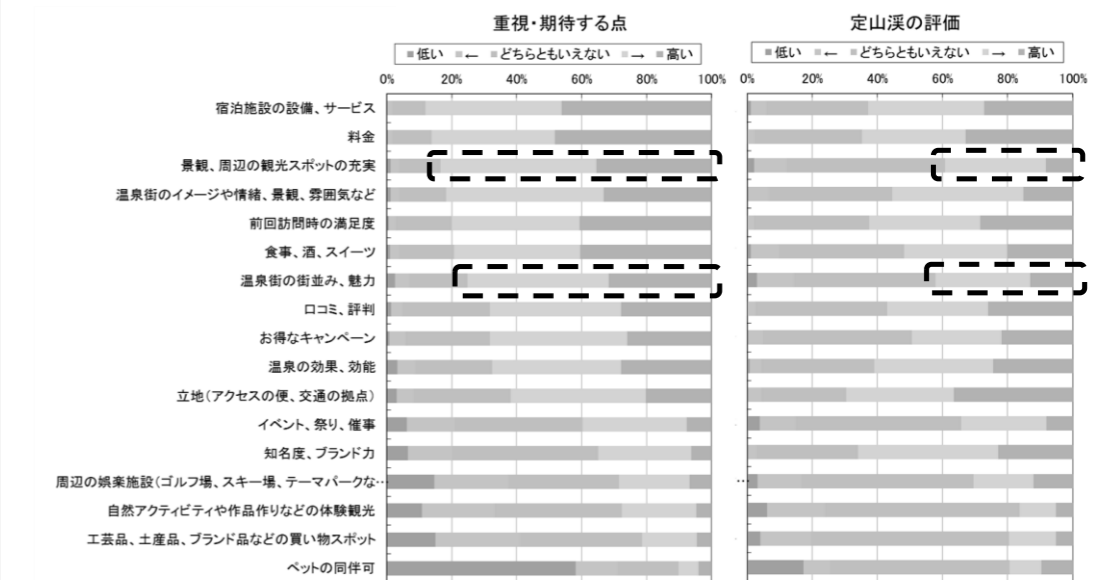 重視・期待する点
■低い ■← ■どちらともいえない ■→ ■高い
0% 20% 40% 60% 80% 100%
定山渓の評価
■低い ■← ■どちらともいえない ■→ ■高い
0% 20% 40% 60% 80% 100%
宿泊施設の設備、サービス
料金
景観、周辺の観光スポットの充実
温泉街のイメージや情緒、景観、雰囲気など
前回訪問時の満足度
食事、酒、スイーツ
温泉街の街並み、魅力
口コミ、評判
お得なキャンペーン
温泉の効果、効能
立地(アクセスの便、交通の拠点)
イベント、祭り、催事
知名度、ブランド力
周辺の娯楽施設(ゴルフ場、スキー場、テーマパークな…
…
自然アクティビティや作品作りなどの体験観光
工芸品、土産品、ブランド品などの買い物スポット
ペットの同伴可